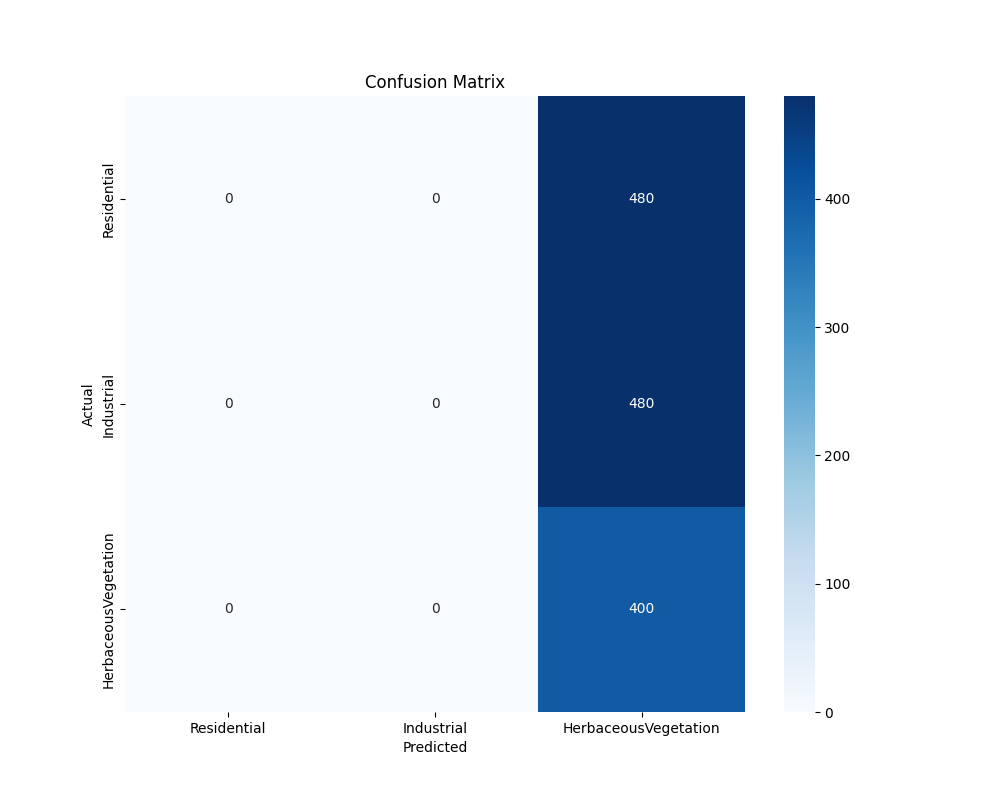 Confusion Matrix
Residential
Industrial
HerbaceousVegetation
Actual
0 0 480
0 0 480
0 0 400
Residential Industrial HerbaceousVegetation
Predicted
400
300
200
100
0